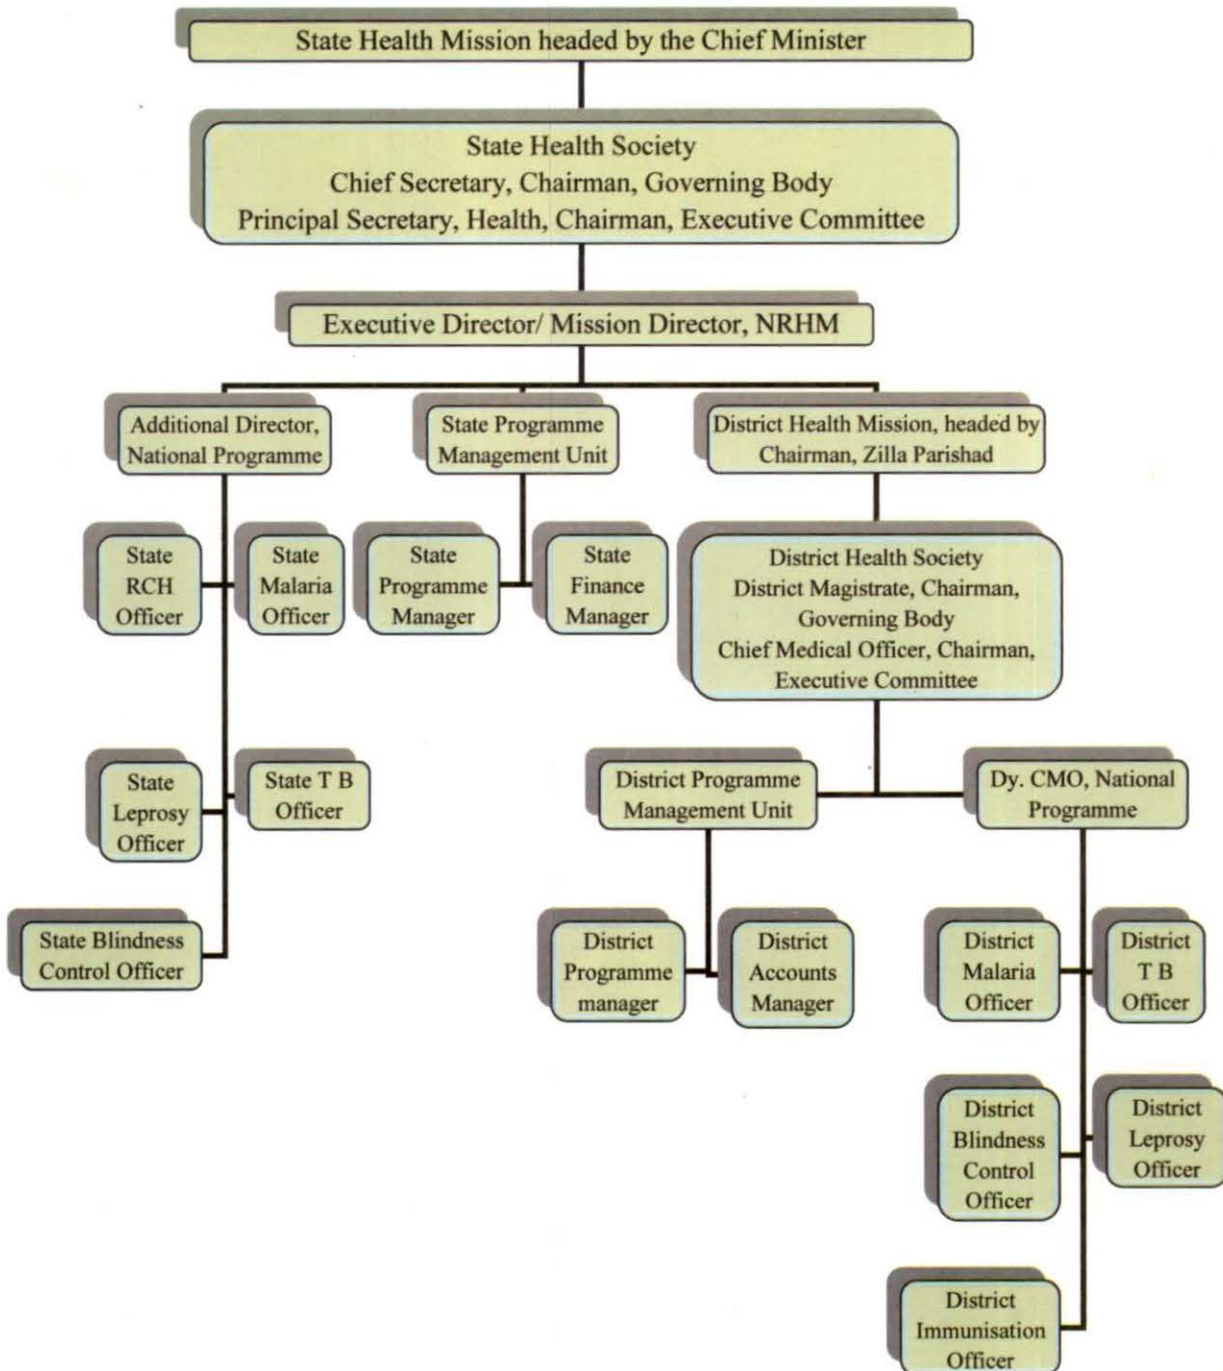 State Health Mission headed by the Chief Minister
State Health Society
Chief Secretary, Chairman, Governing Body
Principal Secretary, Health, Chairman, Executive Committee
Executive Director/ Mission Director, NRHM
Additional Director,
National Programme
State Programme
Management Unit
District Health Mission, headed by
Chairman, Zilla Parishad
State
RCH
Officer
State
Malaria
Officer
State
Programme
Manager
State
Finance
Manager
District Health Society
District Magistrate, Chairman,
Governing Body
Chief Medical Officer, Chairman,
Executive Committee
State
Leprosy
Officer
State T B
Officer
District Programme
Management Unit
Dy. CMO, National
Programme
State Blindness
Control Officer
District
Programme
manager
District
Accounts
Manager
District
Malaria
Officer
District
T B
Officer
District
Blindness
Control
Officer
District
Leprosy
Officer
District
Immunisation
Officer